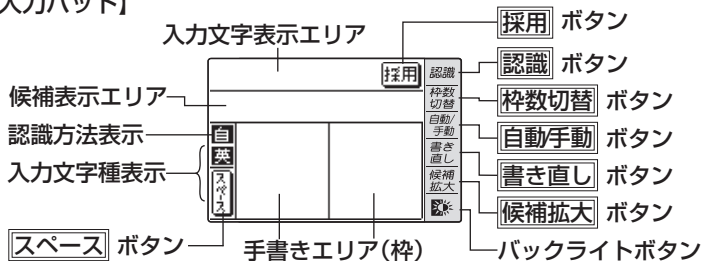 入力パッド】
入力文字表示エリア
採用 ボタン
認識 ボタン
枠数切替 ボタン
自動/手動 ボタン
書き直し ボタン
候補拡大 ボタン
バックライトボタン
候補表示エリア
認識方法表示
入力文字種表示
スペース ボタン
手書きエリア(枠)
採用
認識
枠数
切替
自動/
手動
書き
直し
候補
拡大
自
英
スペース